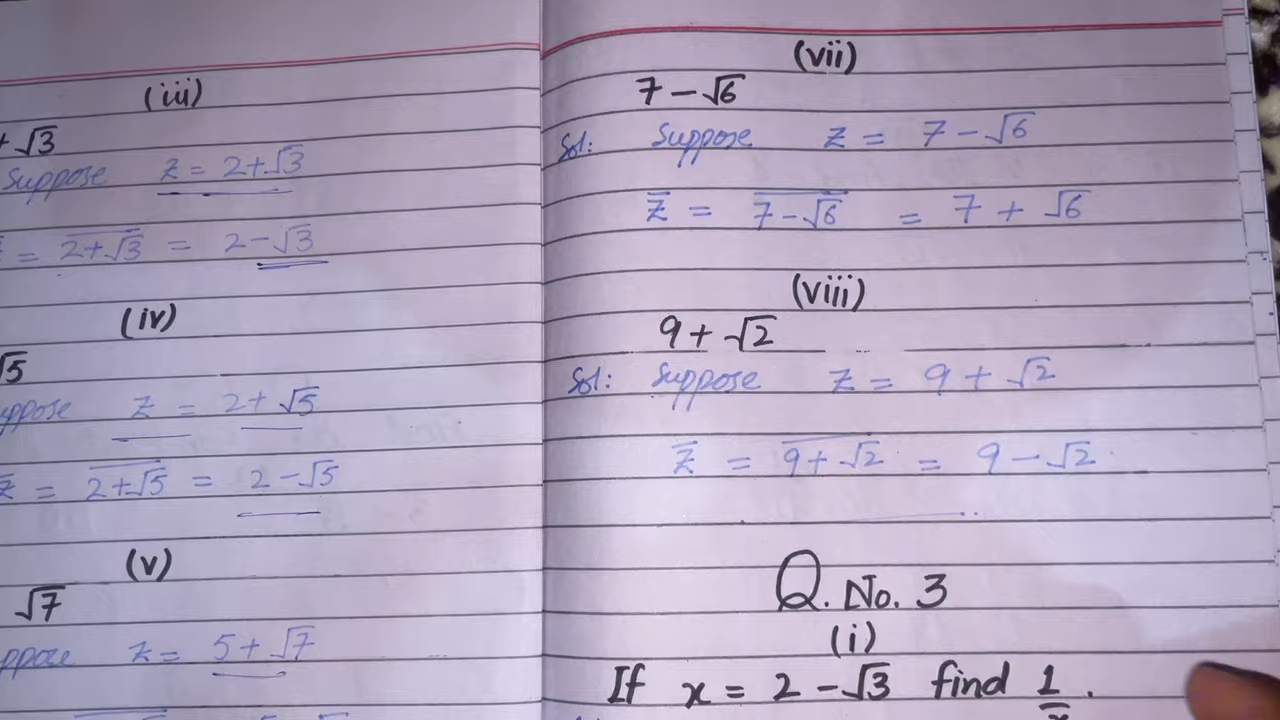 (iii)
+ √3
Suppose z = 2+√3
= 2+√3 = 2-√3
(iv)
√5
ppose z = 2+ √5
z̄ = 2+√5 = 2-√5
(v)
√7
ppose z = 5+√7
(vii)
7-√6
Sol: Suppose z = 7-√6
z̄ = 7-√6 = 7 + √6
(viii)
9 + √2
Sol: Suppose z = 9 + √2
z̄ = 9+√2 = 9-√2
Q. No. 3
(i)
If x = 2-√3 find 1/x.